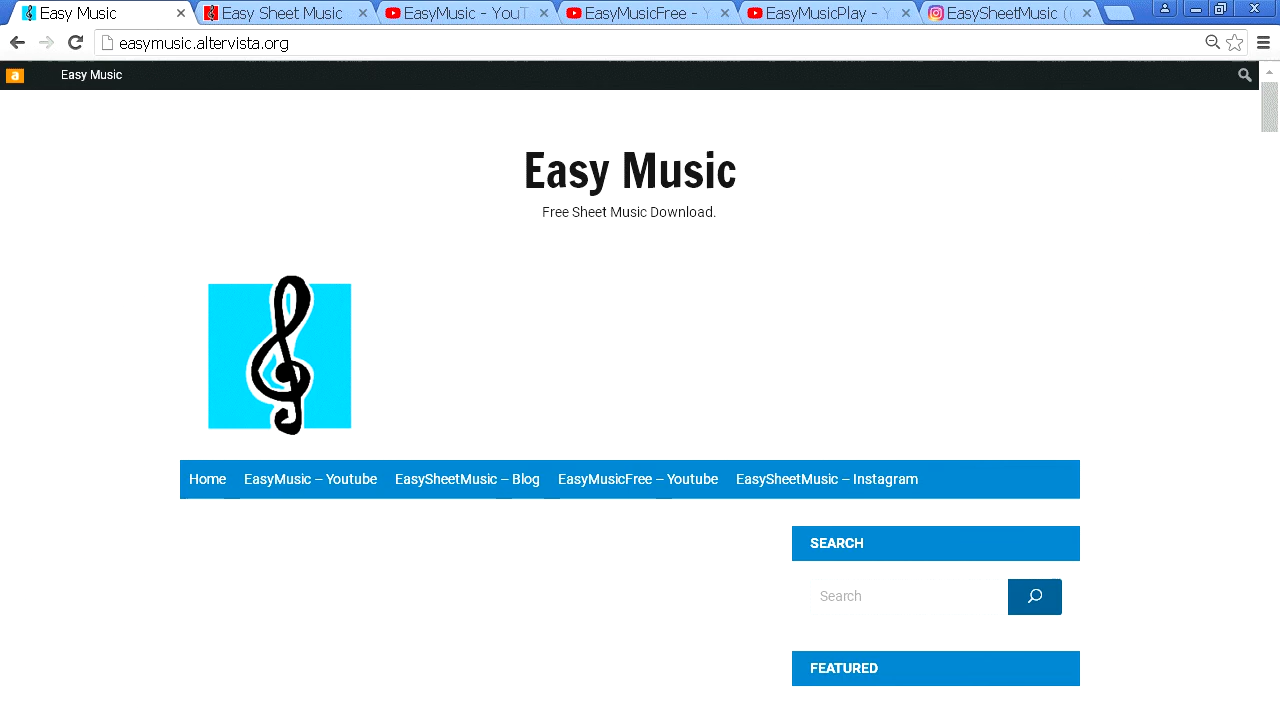 Easy Music
Easy Sheet Music
EasyMusic - YouT
EasyMusicFree - Y
EasyMusicPlay - Y
EasySheetMusic (
easymusic.altervista.org
a
Easy Music
Easy Music
Free Sheet Music Download.
Home EasyMusic – Youtube EasySheetMusic – Blog EasyMusicFree – Youtube EasySheetMusic – Instagram
SEARCH
Search
FEATURED